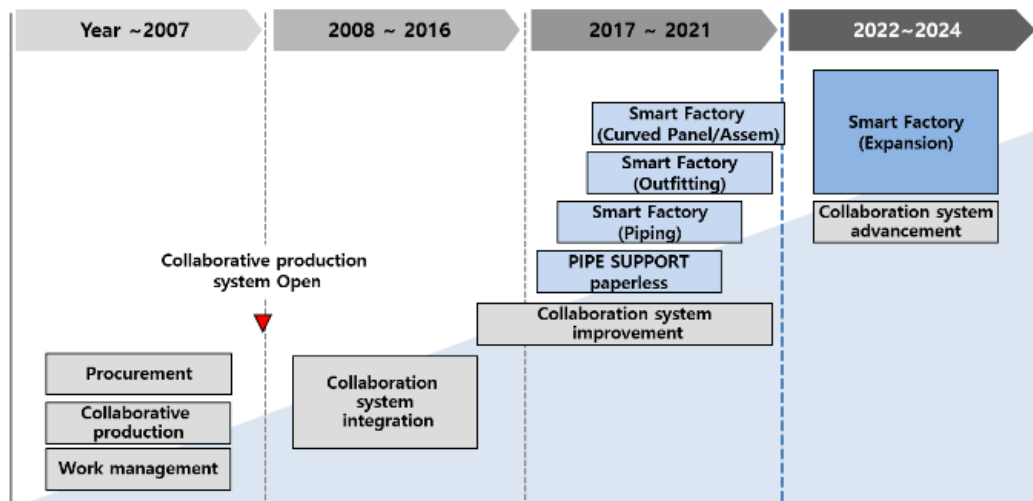 Year ~2007
2008 ~ 2016
2017 ~ 2021
2022~2024
Smart Factory
(Curved Panel/Assem)
Smart Factory
(Outfitting)
Smart Factory
(Piping)
PIPE SUPPORT
paperless
Collaboration system
improvement
Smart Factory
(Expansion)
Collaboration system
advancement
Collaborative production
system Open
Procurement
Collaborative
production
Work management
Collaboration
system
integration